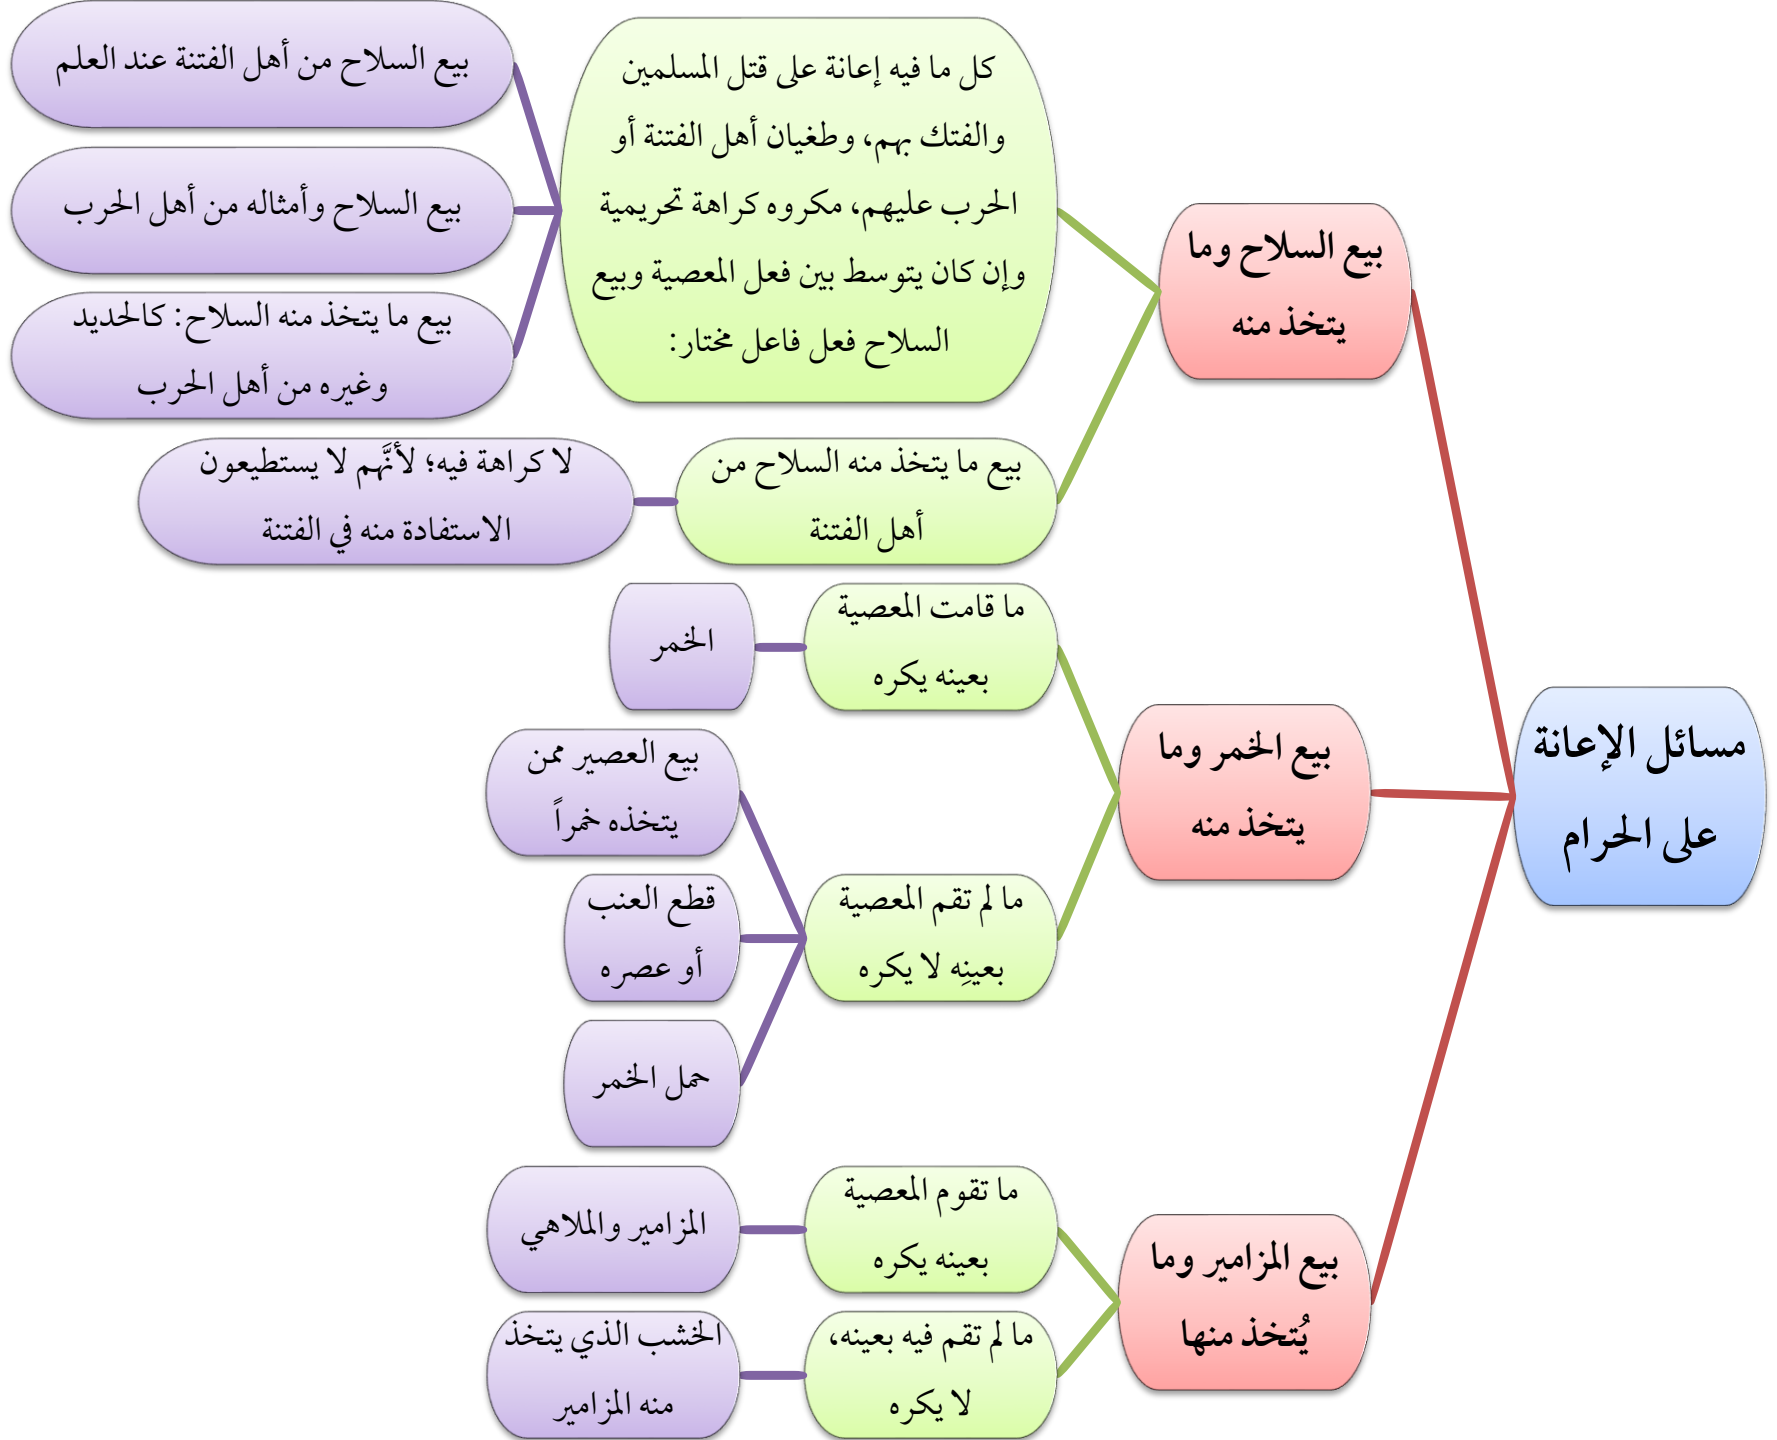 مسائل الإعانة
على الحرام
بيع السلاح وما
يتخذ منه
كل ما فيه إعانة على قتل المسلمين
والفتك بهم، وطغيان أهل الفتنة أو
الحرب عليهم، مكروه كراهة تحريمية
وإن كان يتوسط بين فعل المعصية وبيع
السلاح فعل فاعل مختار:
بيع السلاح من أهل الفتنة عند العلم
بيع السلاح وأمثاله من أهل الحرب
بيع ما يتخذ منه السلاح: كالحديد
وغيره من أهل الحرب
بيع ما يتخذ منه السلاح من
أهل الفتنة
لا كراهة فيه؛ لأنَّهم لا يستطيعون
الاستفادة منه في الفتنة
بيع الخمر وما
يتخذ منه
ما قامت المعصية
بعينه يكره
الخمر
ما لم تقم المعصية
بعينِه لا يكره
بيع العصير ممن
يتخذه خمراً
قطع العنب
أو عصره
حمل الخمر
بيع المزامير وما
يُتخذ منها
ما تقوم المعصية
بعينه يكره
المزامير والملاهي
ما لم تقم فيه بعينه،
لا يكره
الخشب الذي يتخذ
منه المزامير